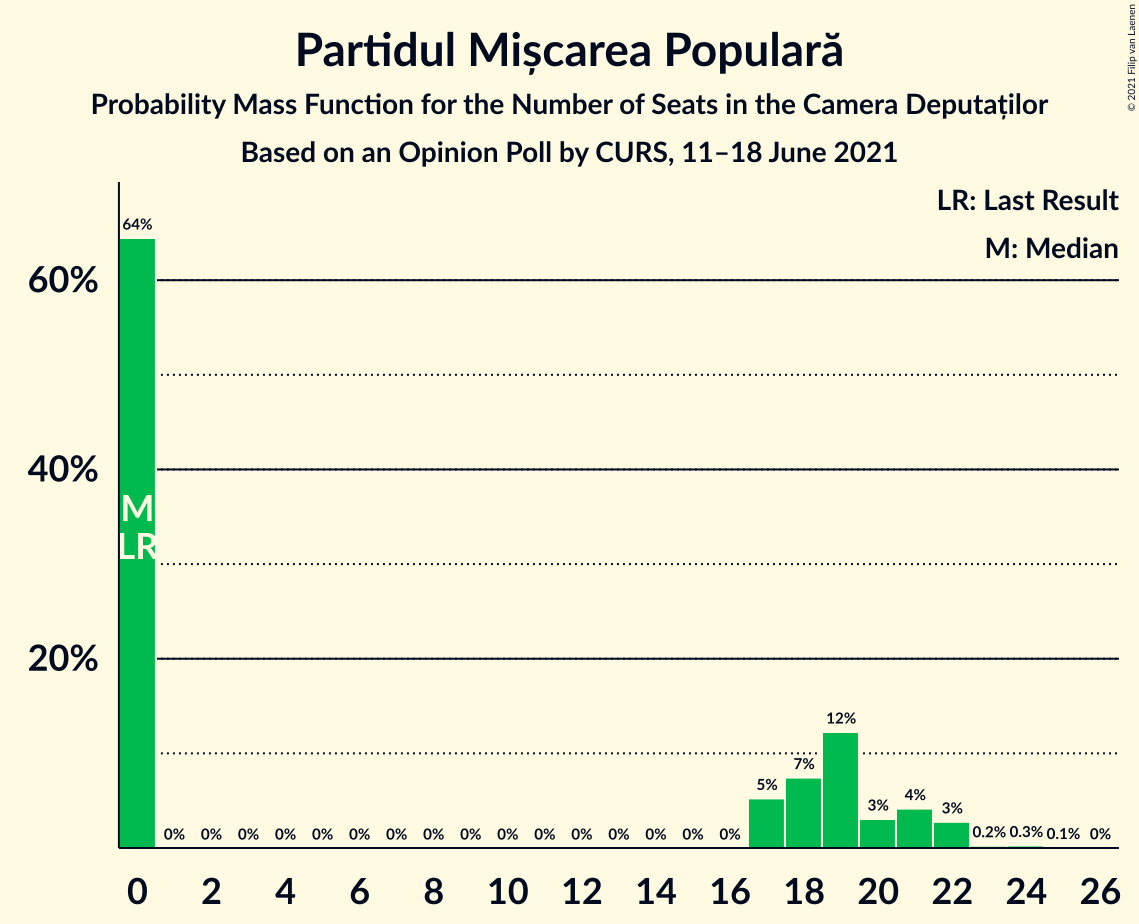 Partidul Mișcarea Populară
Probability Mass Function for the Number of Seats in the Camera Deputaților
Based on an Opinion Poll by CURS, 11–18 June 2021
© 2021 Filip van Laenen
LR: Last Result
M: Median
60%
40%
20%
64%
M
LR
0% 0% 0% 0% 0% 0% 0% 0% 0% 0% 0% 0% 0% 0% 0% 0% 5% 7% 12% 3% 4% 3% 0.2% 0.3% 0.1% 0%
0 2 4 6 8 10 12 14 16 18 20 22 24 26